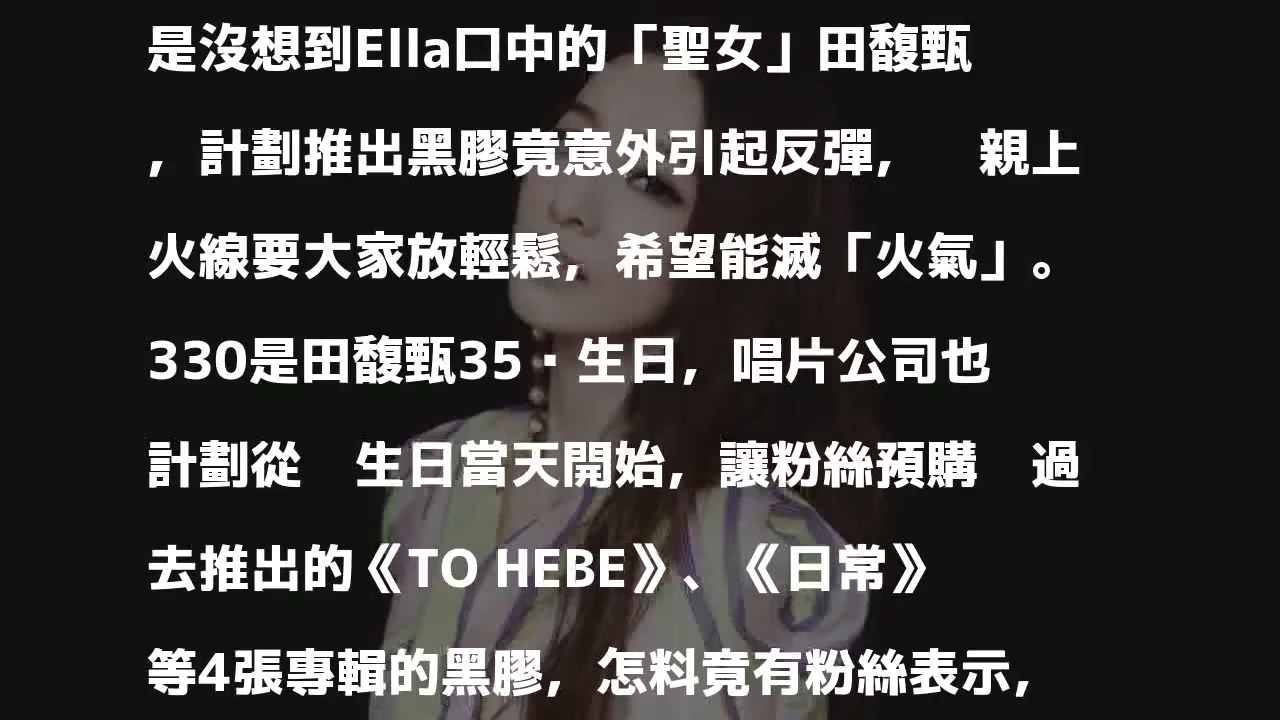 是沒想到Ella口中的「聖女」田馥甄
，計劃推出黑膠竟意外引起反彈，　親上
火線要大家放輕鬆，希望能滅「火氣」。
330是田馥甄35▪生日，唱片公司也
計劃從　生日當天開始，讓粉絲預購　過
去推出的《TO HEBE》、《日常》
等4張專輯的黑膠，怎料竟有粉絲表示，